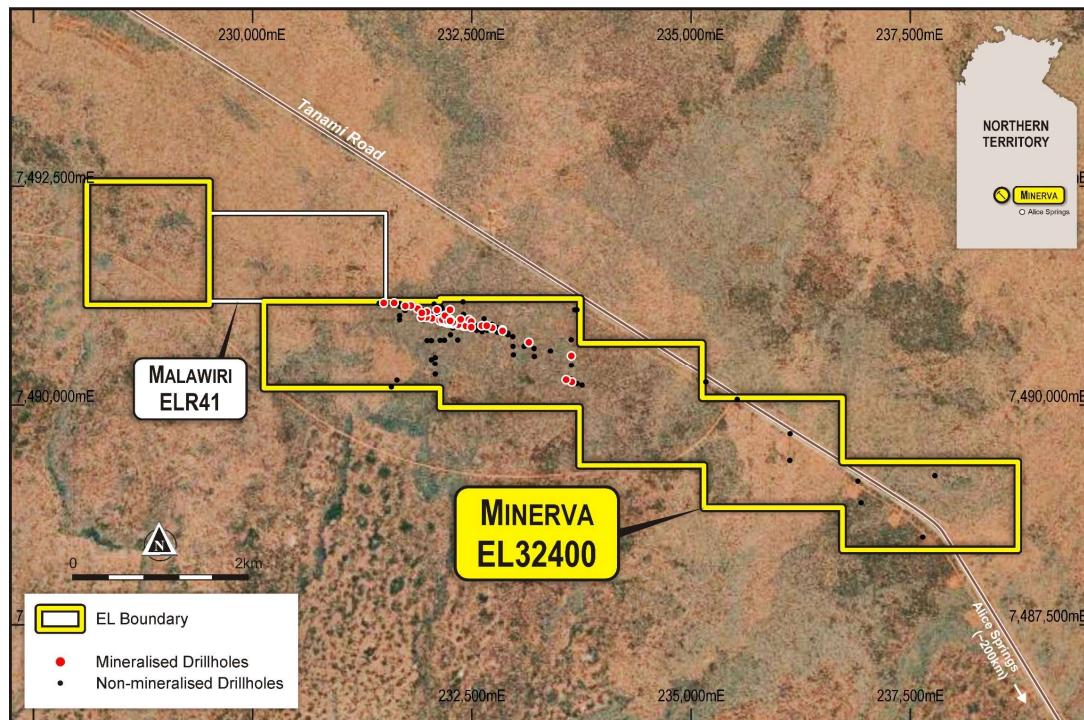 230,000mE
232,500mE
235,000mE
237,500mE
Tanami Road
NORTHERN
TERRITORY
MINERVA
Alice Springs
7,492,500mE
MALAWIRI
ELR41
7,490,000mE
7,490,000mE
MINERVA
EL32400
N
0
2km
EL Boundary
Mineralised Drillholes
Non-mineralised Drillholes
7,487,500mE
Alice Springs
(~200km)
232,500mE
235,000mE
237,500mE